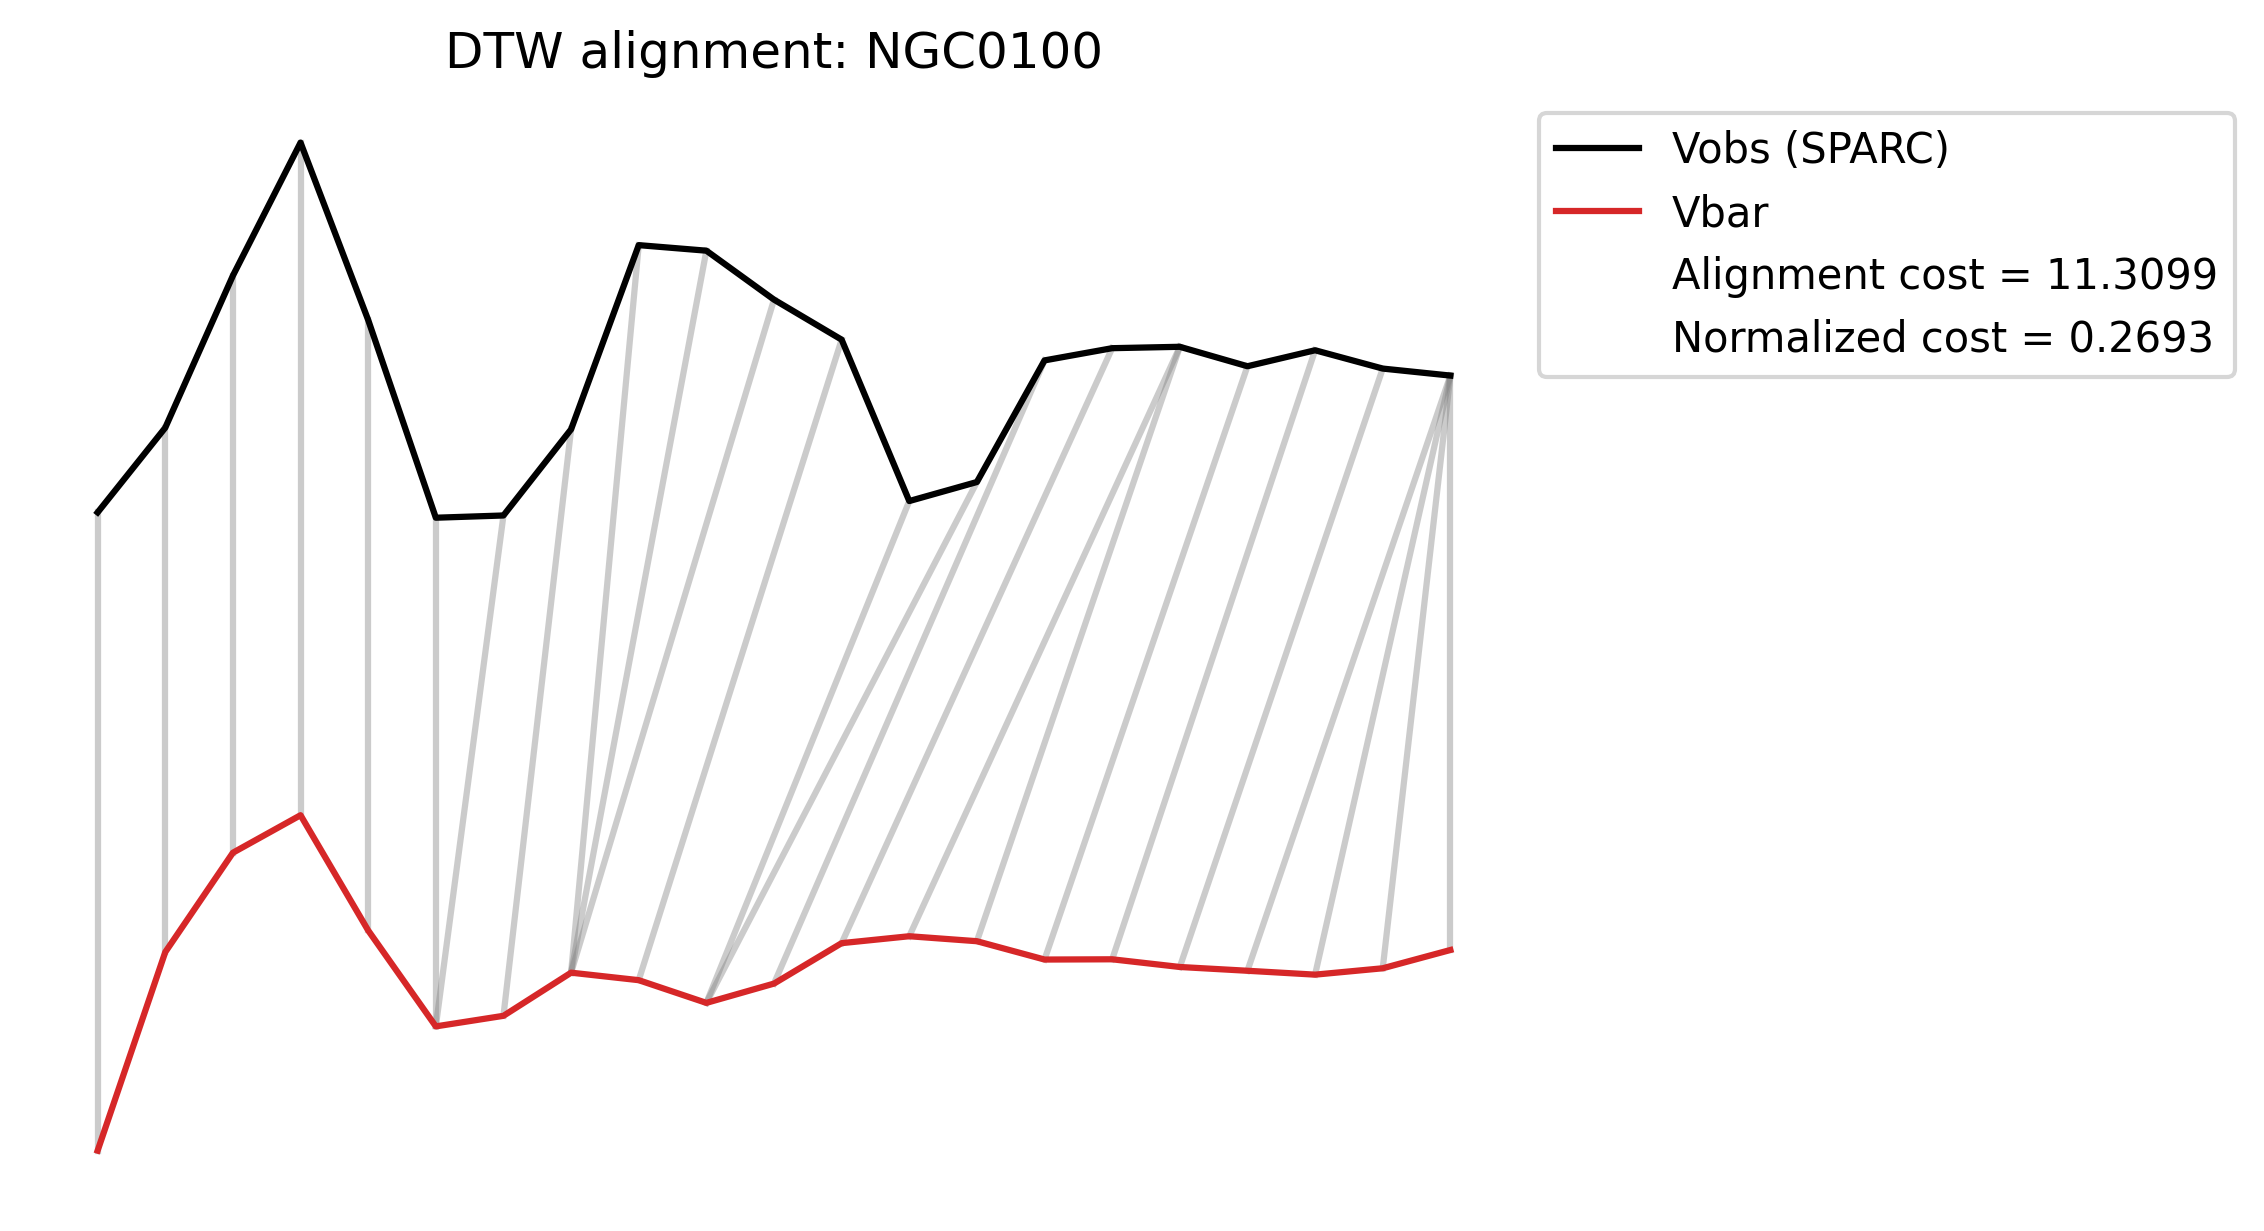 DTW alignment: NGC0100
Vobs (SPARC)
Vbar
Alignment cost = 11.3099
Normalized cost = 0.2693